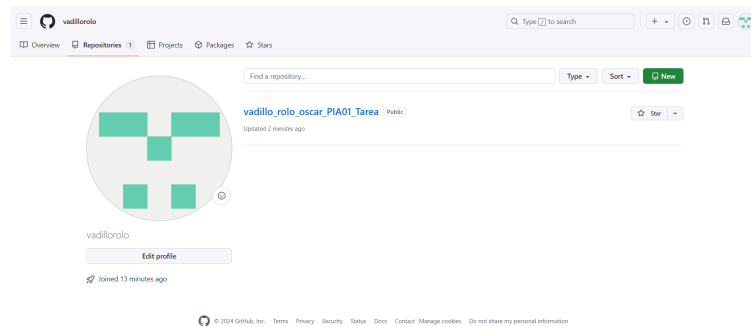 vadillorolo
Type / to search
Overview Repositories 1 Projects Packages Stars
Find a repository... Type Sort New
vadillo_rolo_oscar_PIA01_Tarea Public
Star
Updated 2 minutes ago
vadillorolo
Edit profile
Joined 13 minutes ago
© 2024 GitHub, Inc. Terms Privacy Security Status Docs Contact Manage cookies Do not share my personal information